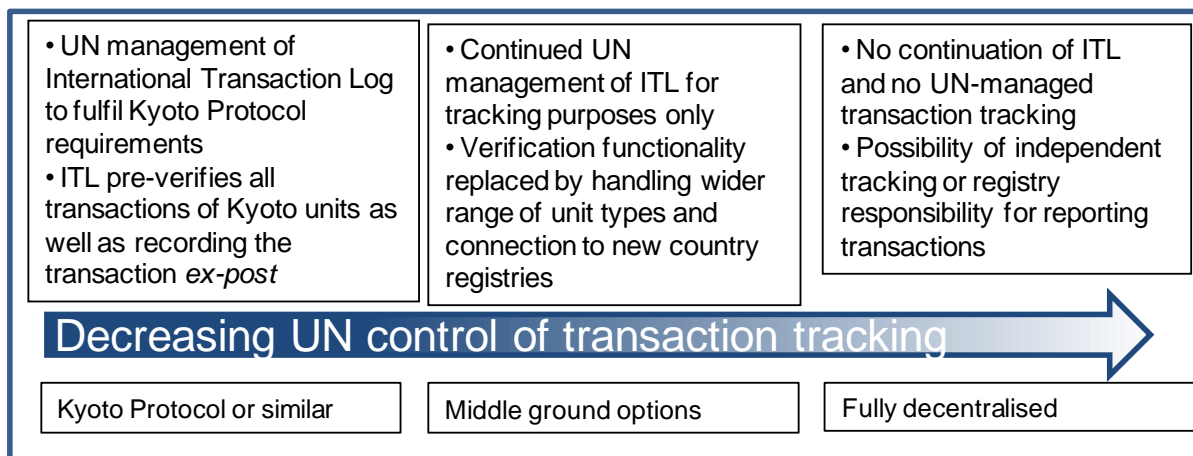 • UN management of
International Transaction Log
to fulfil Kyoto Protocol
requirements
• ITL pre-verifies all
transactions of Kyoto units as
well as recording the
transaction ex-post
• Continued UN
management of ITL for
tracking purposes only
• Verification functionality
replaced by handling wider
range of unit types and
connection to new country
registries
• No continuation of ITL
and no UN-managed
transaction tracking
• Possibility of independent
tracking or registry
responsibility for reporting
transactions
Decreasing UN control of transaction tracking
Kyoto Protocol or similar
Middle ground options
Fully decentralised